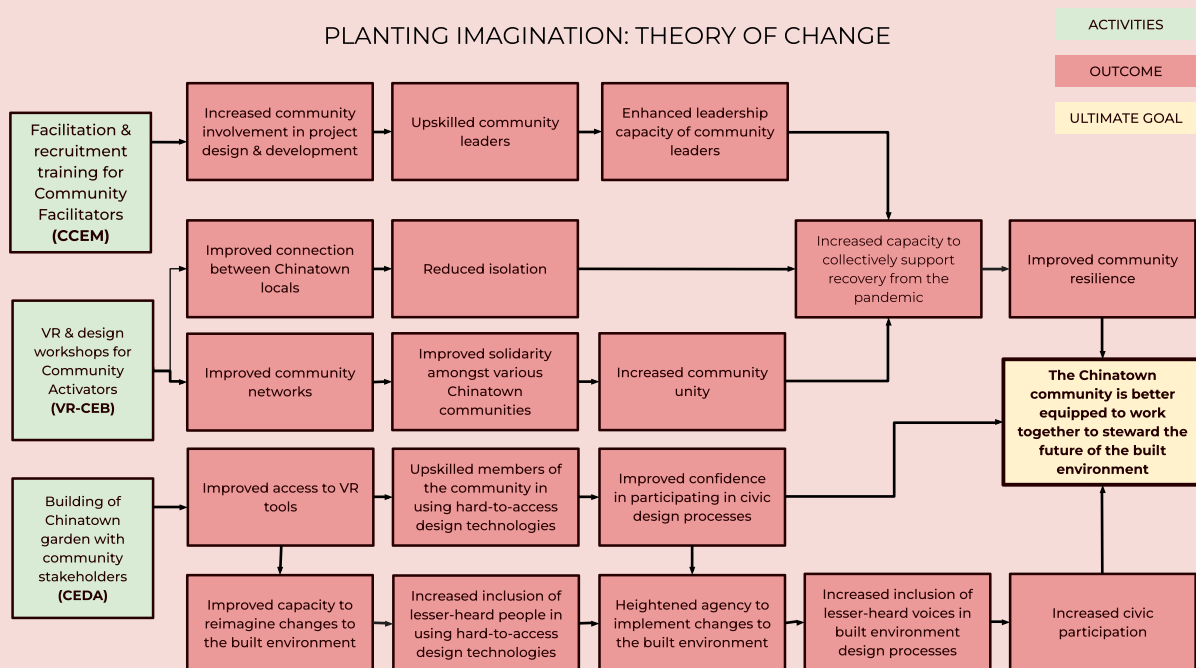 PLANTING IMAGINATION: THEORY OF CHANGE
ACTIVITIES
OUTCOME
ULTIMATE GOAL
Facilitation &
recruitment
training for
Community
Facilitators
(CCEM)
Increased community
involvement in project
design & development
Upskilled community
leaders
Enhanced leadership
capacity of community
leaders
Improved connection
between Chinatown
locals
Reduced isolation
Increased capacity to
collectively support
recovery from the
pandemic
Improved community
resilience
VR & design
workshops for
Community
Activators
(VR-CEB)
Improved community
networks
Improved solidarity
amongst various
Chinatown
communities
Increased community
unity
The Chinatown
community is better
equipped to work
together to steward the
future of the built
environment
Building of
Chinatown
garden with
community
stakeholders
(CEDA)
Improved access to VR
tools
Upskilled members of
the community in
using hard-to-access
design technologies
Improved confidence
in participating in civic
design processes
Improved capacity to
reimagine changes to
the built environment
Increased inclusion of
lesser-heard people in
using hard-to-access
design technologies
Heightened agency to
implement changes to
the built environment
Increased inclusion of
lesser-heard voices in
built environment
design processes
Increased civic
participation